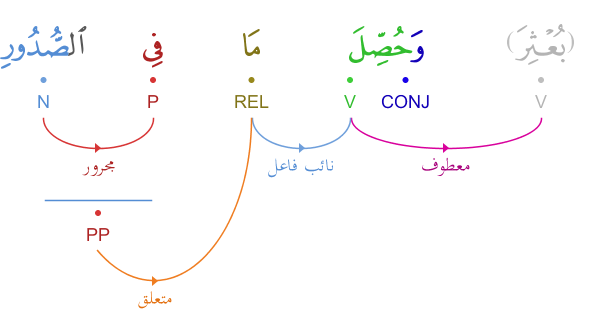 (بُعْثِرَ) وَحُصِّلَ مَا فِي ٱلصُّدُورِ
N P REL V CONJ V
معطوف نائب فاعل مجرور
PP
متعلق